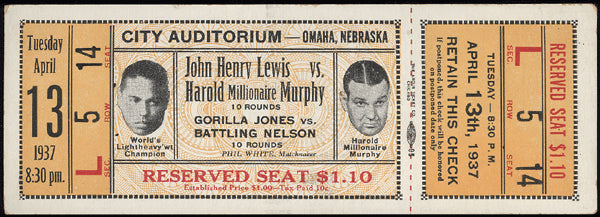 Tuesday
April
13
1937
8:30 pm.
14
SEAT
5
ROW
L
SEC.
CITY AUDITORIUM — OMAHA, NEBRASKA
John Henry Lewis vs.
Harold Millionaire Murphy
10 ROUNDS
GORILLA JONES vs.
BATTLING NELSON
10 ROUNDS
PHIL WHITE, Matchmaker
World's
Lightheavyw't
Champion
Harold
Millionaire
Murphy
RESERVED SEAT $1.10
Established Price $1.00—Tax Paid 10c
TUESDAY - 8:30 P. M.
APRIL 13th, 1937
RETAIN THIS CHECK
If postponed, this check will be honored
on postponed date only
L
SEC.
5
ROW
14
SEAT
RESERVED SEAT $1.10